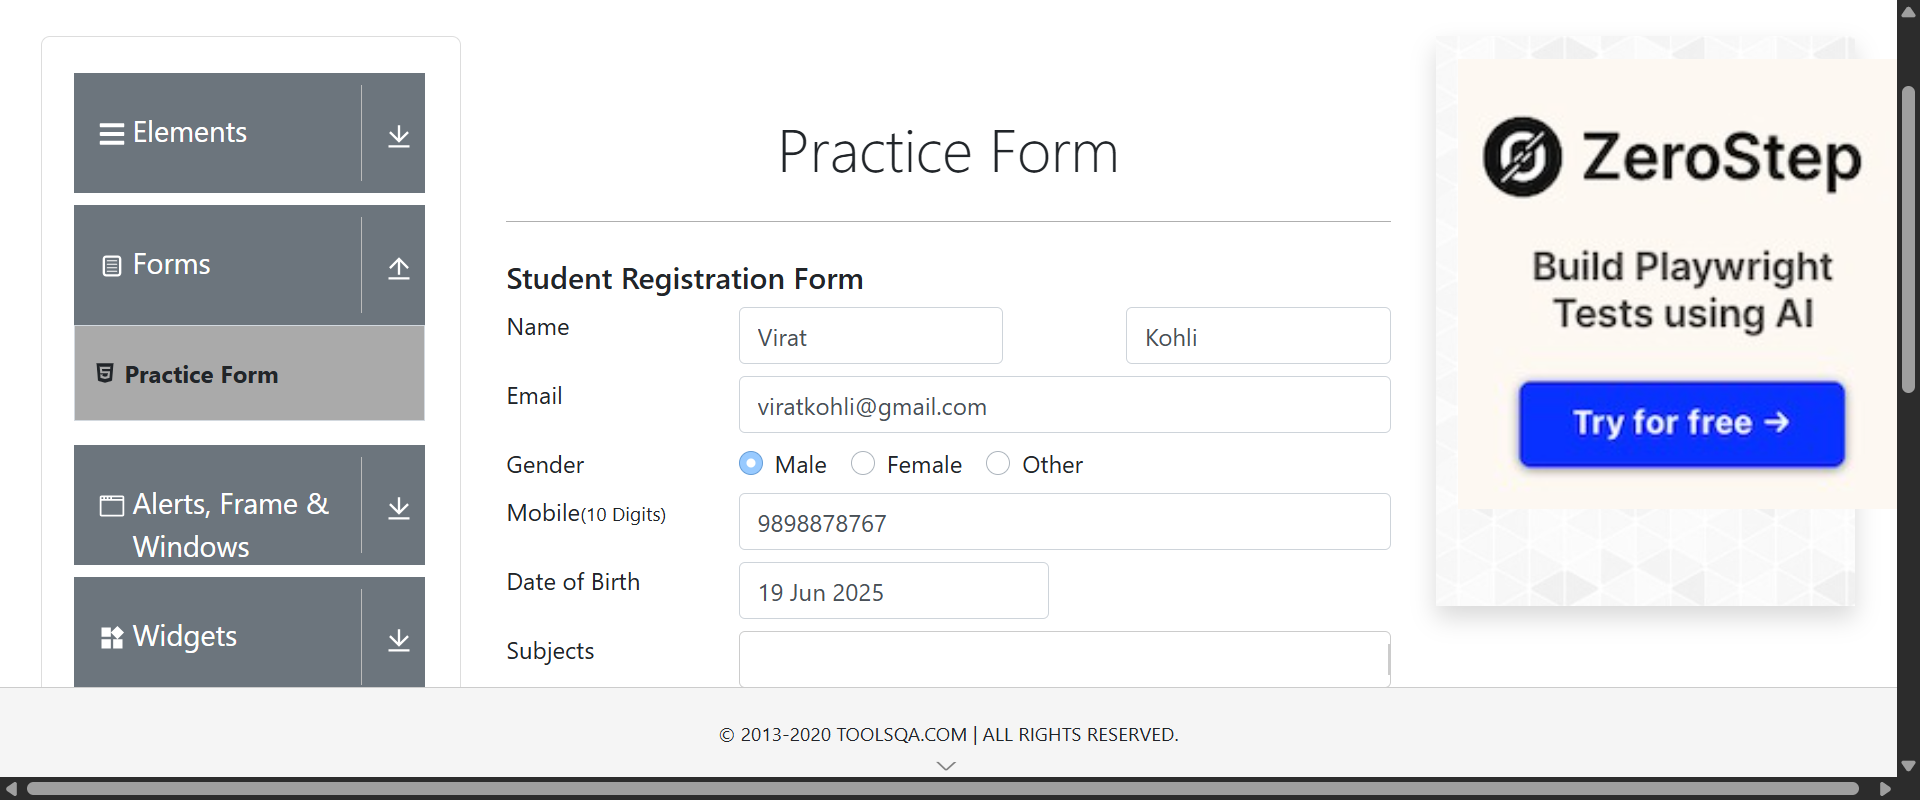 Elements
Forms
Practice Form
Alerts, Frame &
Windows
Widgets
Practice Form
Student Registration Form
Name
Virat
Kohli
Email
viratkohli@gmail.com
Gender
Male
Female
Other
Mobile(10 Digits)
9898878767
Date of Birth
19 Jun 2025
Subjects
ZeroStep
Build Playwright
Tests using AI
Try for free →
© 2013-2020 TOOLSQA.COM | ALL RIGHTS RESERVED.